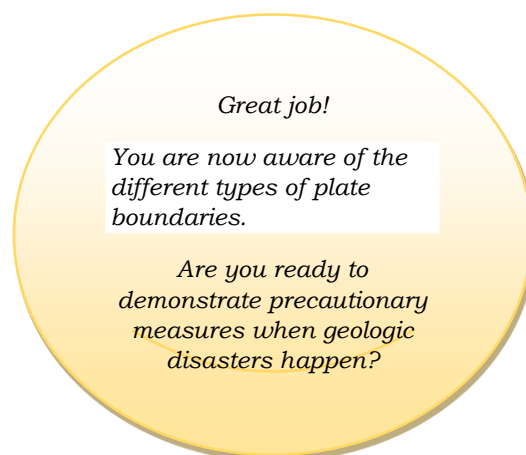 Great job!
You are now aware of the
different types of plate
boundaries.
Are you ready to
demonstrate precautionary
measures when geologic
disasters happen?